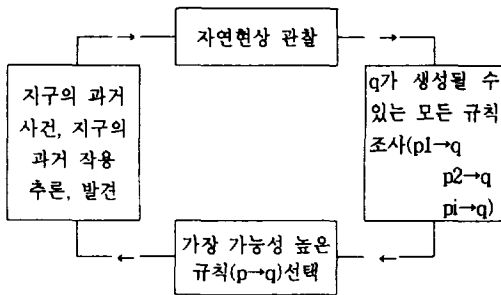 자연현상 관찰
q가 생성될 수
있는 모든 규칙
조사(p1→q
p2→q
pi→q)
가장 가능성 높은
규칙(p→q)선택
지구의 과거
사건, 지구의
과거 작용
추론, 발견